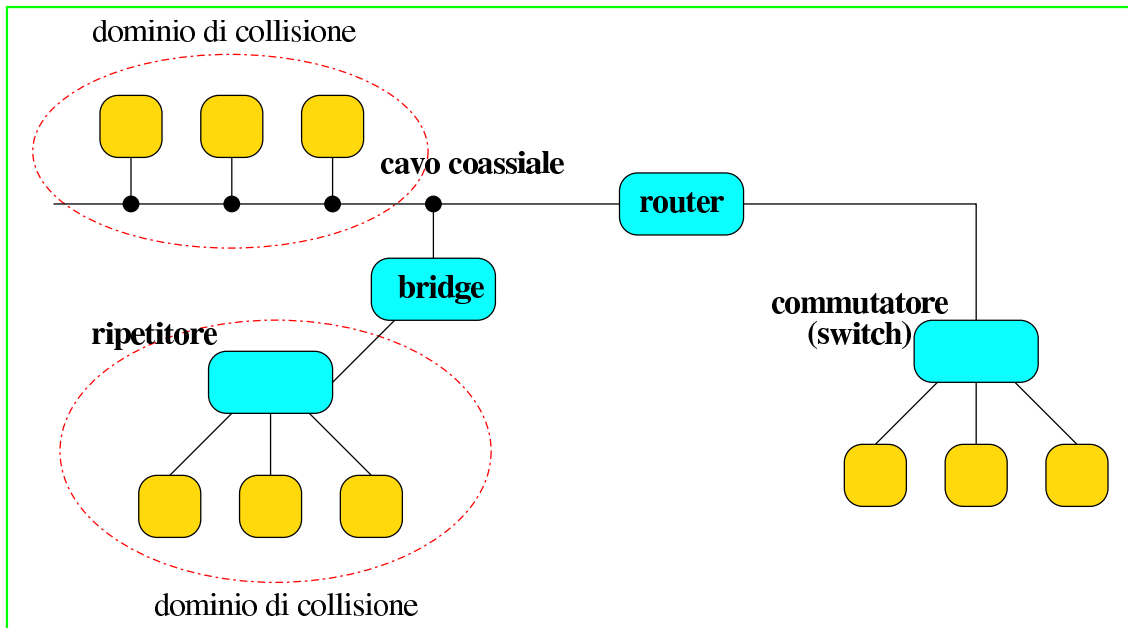 dominio di collisione
cavo coassiale
router
bridge
commutatore
(switch)
ripetitore
dominio di collisione